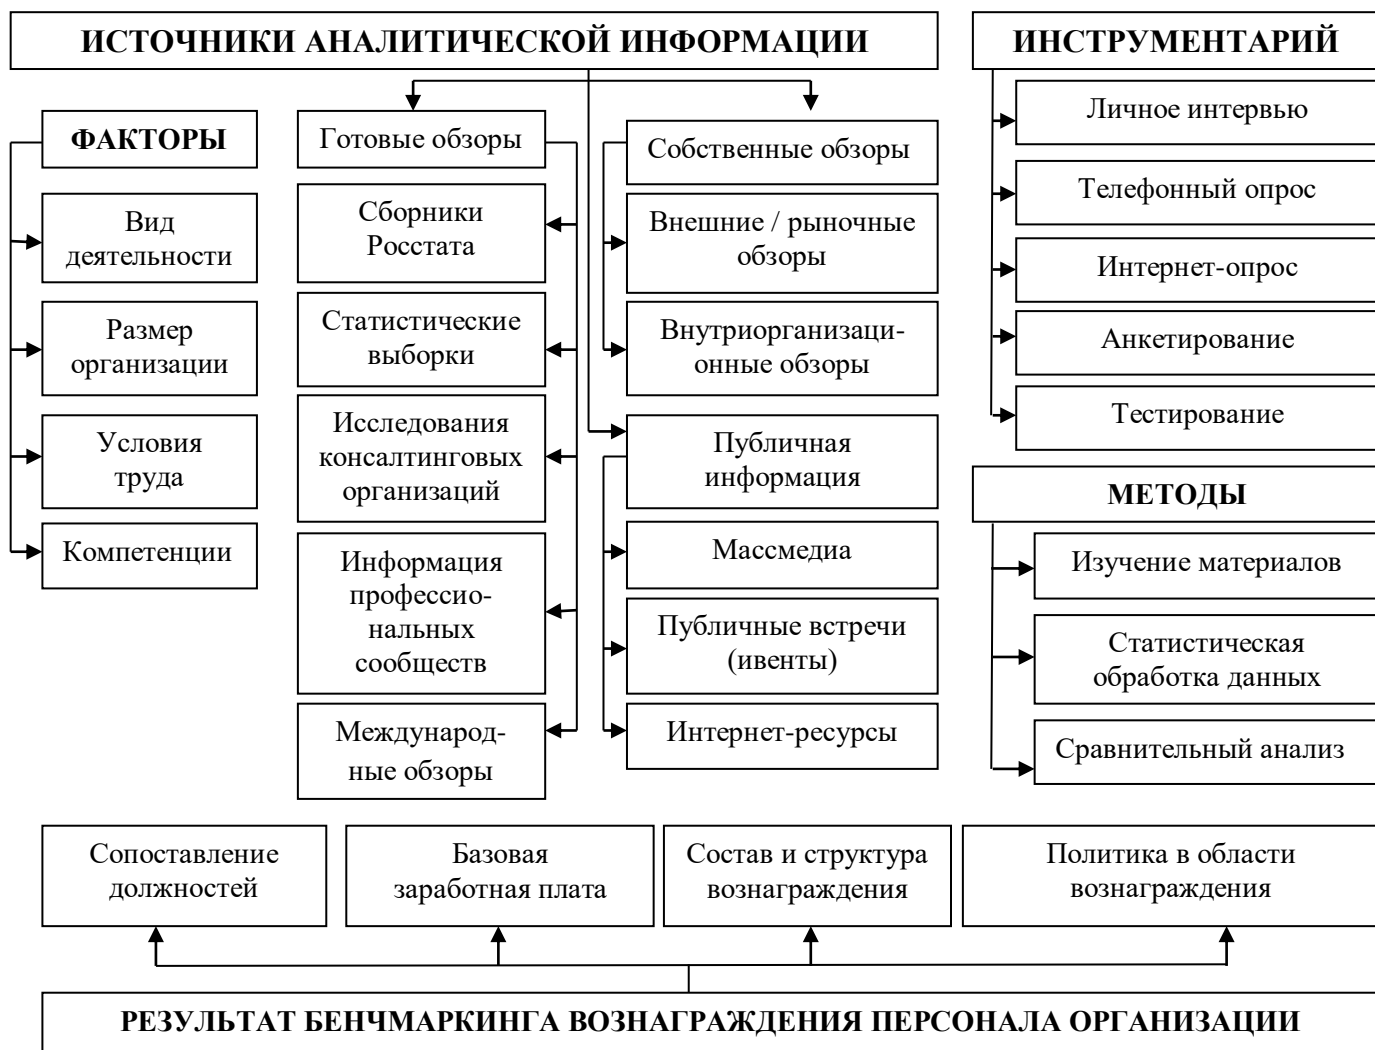 ИСТОЧНИКИ АНАЛИТИЧЕСКОЙ ИНФОРМАЦИИ
ФАКТОРЫ
Вид
деятельности
Размер
организации
Условия
труда
Компетенции
Готовые обзоры
Сборники
Росстата
Статистические
выборки
Исследования
консалтинговых
организаций
Информация
профессио-
нальных
сообществ
Международ-
ные обзоры
Собственные обзоры
Внешние / рыночные
обзоры
Внутриорганизаци-
онные обзоры
Публичная
информация
Массмедиа
Публичные встречи
(ивенты)
Интернет-ресурсы
ИНСТРУМЕНТАРИЙ
Личное интервью
Телефонный опрос
Интернет-опрос
Анкетирование
Тестирование
МЕТОДЫ
Изучение материалов
Статистическая
обработка данных
Сравнительный анализ
Сопоставление
должностей
Базовая
заработная плата
Состав и структура
вознаграждения
Политика в области
вознаграждения
РЕЗУЛЬТАТ БЕНЧМАРКИНГА ВОЗНАГРАЖДЕНИЯ ПЕРСОНАЛА ОРГАНИЗАЦИИ